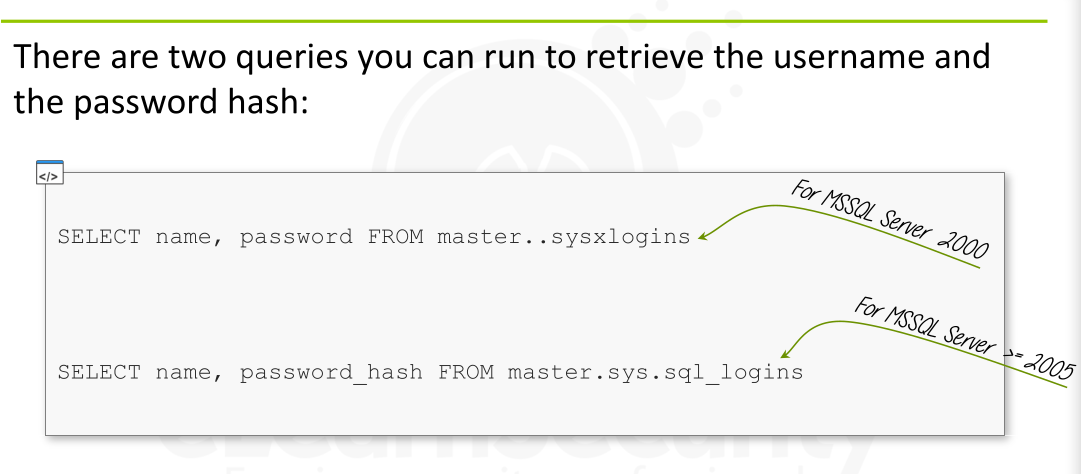 There are two queries you can run to retrieve the username and
the password hash:
</>
For MSSQL Server 2000
SELECT name, password FROM master..sysxlogins
For MSSQL Server >= 2005
SELECT name, password_hash FROM master.sys.sql_logins
eLearnSecurity